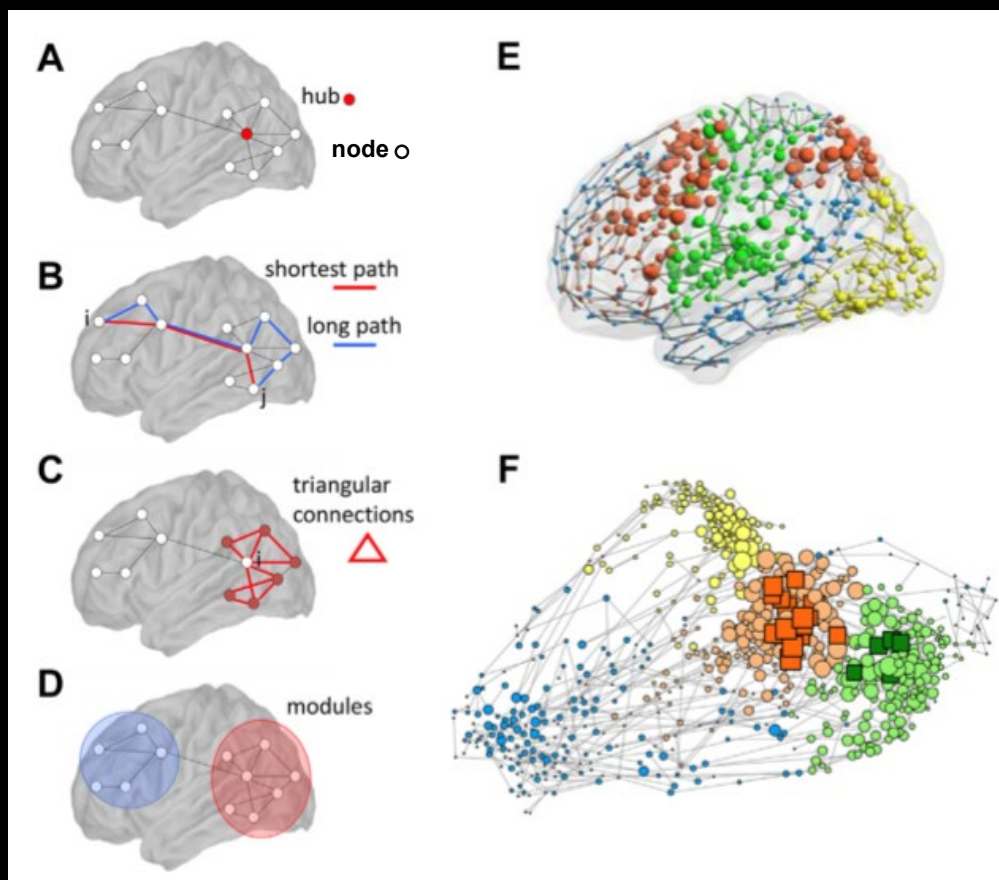 A
hub
node
B
shortest path
long path
i
j
C
triangular
connections
i
D
modules
E
F